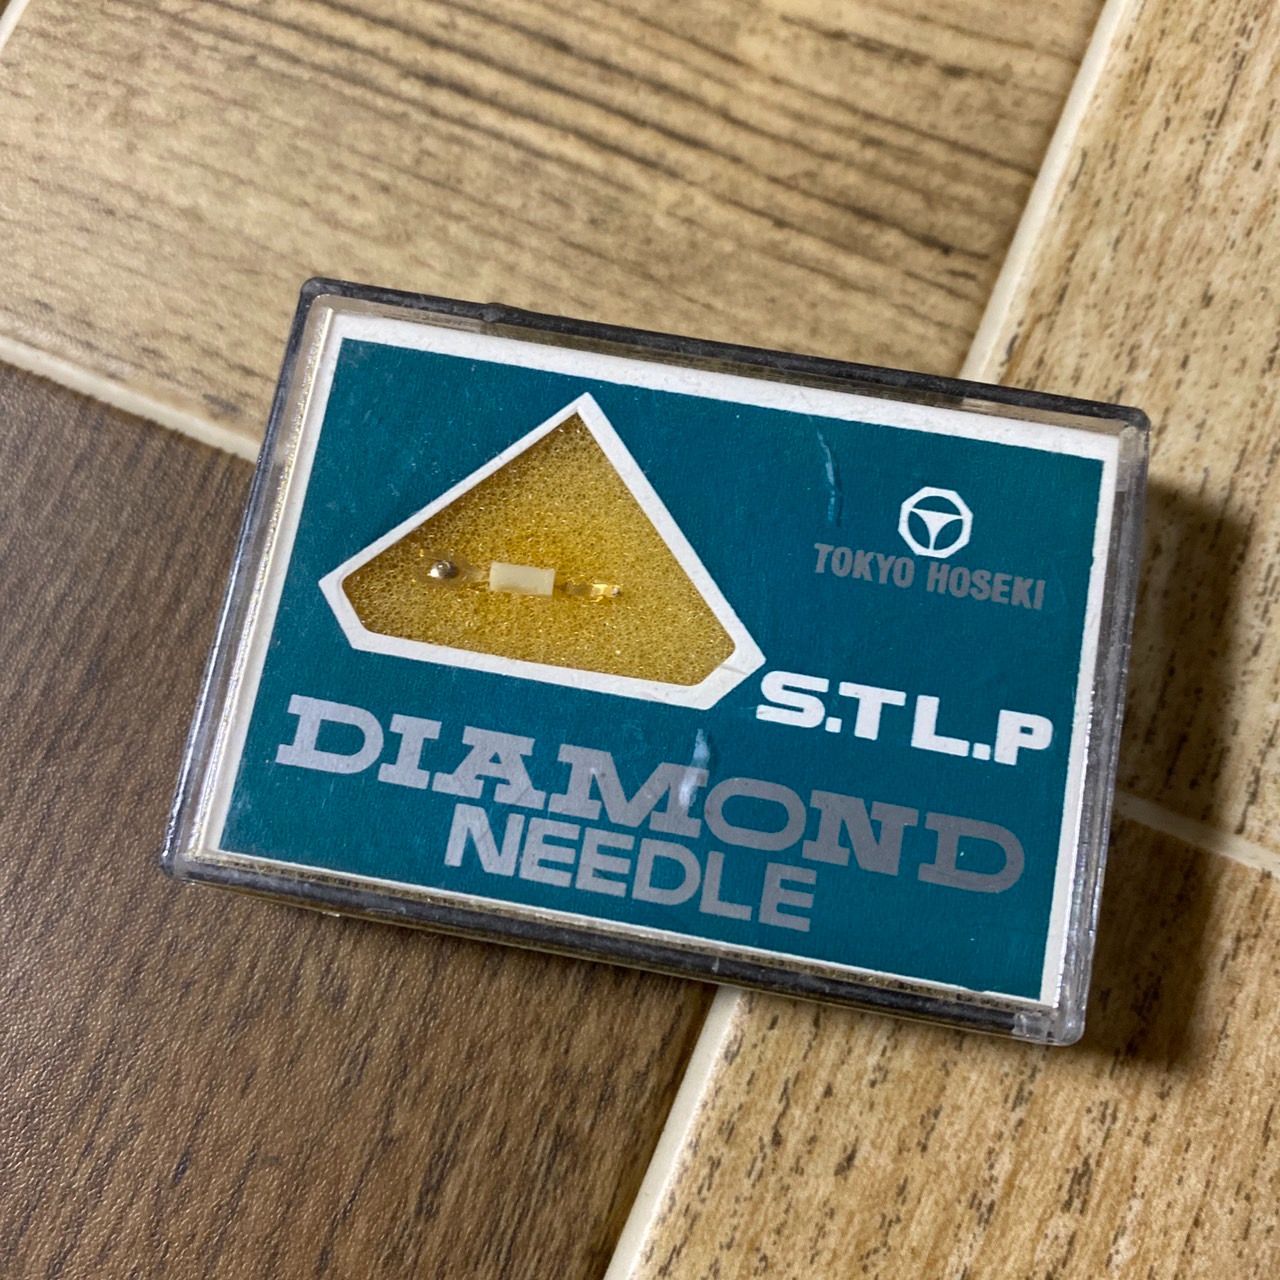 TOKYO HOSEKI
S.T L.P
DIAMOND
NEEDLE